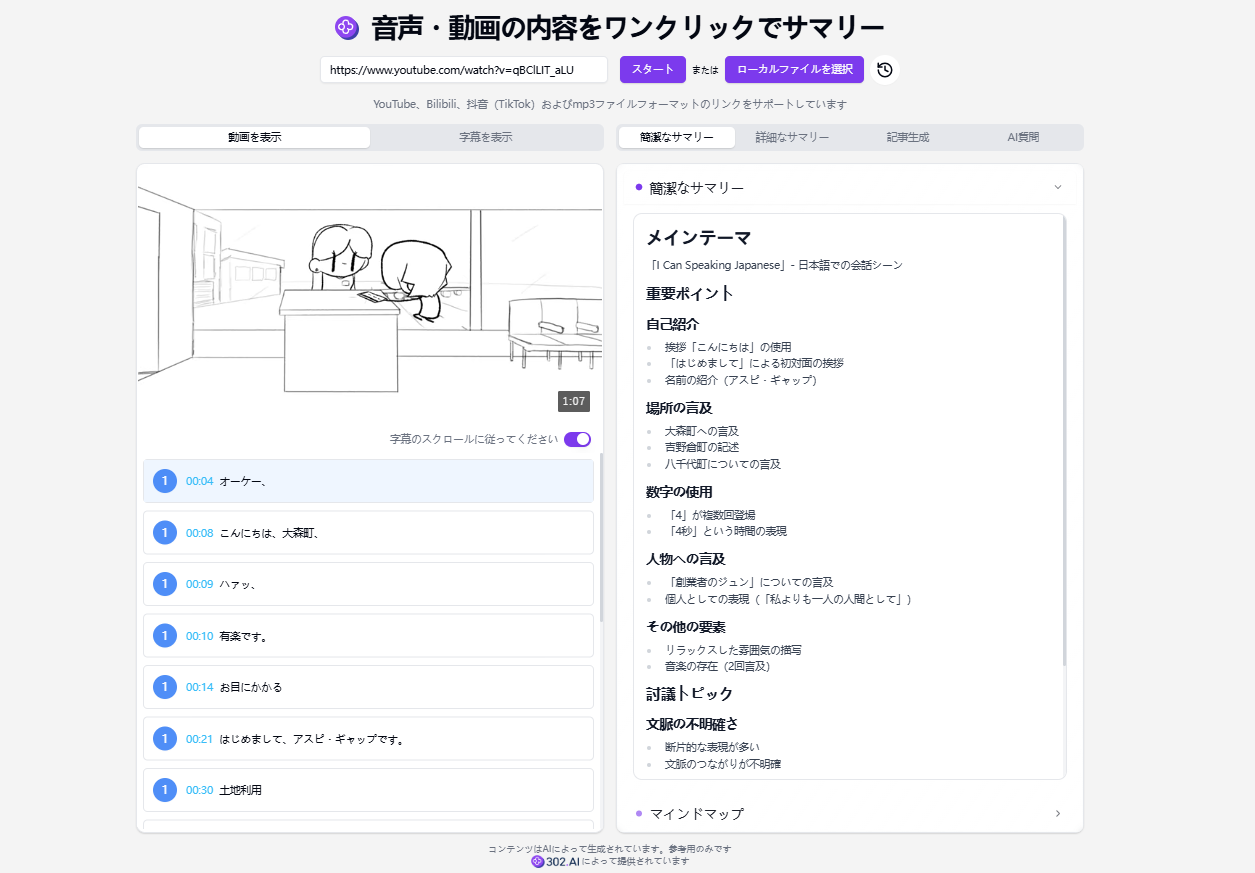 音声・動画の内容をワンクリックでサマリー
https://www.youtube.com/watch?v=qBClLIT_aLU
スタート
または
ローカルファイルを選択
YouTube、Bilibili、抖音（TikTok）およびmp3ファイルフォーマットのリンクをサポートしています
動画を表示
字幕を表示
簡潔なサマリー
詳細なサマリー
記事生成
AI質問
1:07
字幕のスクロールに従ってください
1 00:04 オーケー、
1 00:08 こんにちは、大森町、
1 00:09 ハァッ、
1 00:10 有楽です。
1 00:14 お目にかかる
1 00:21 はじめまして、アスピ・ギャップです。
1 00:30 土地利用
簡潔なサマリー
メインテーマ
「I Can Speaking Japanese」- 日本語での会話シーン
重要ポイント
自己紹介
挨拶「こんにちは」の使用
「はじめまして」による初対面の挨拶
名前の紹介（アスピ・ギャップ）
場所の言及
大森町への言及
吉野倉町の記述
八千代町についての言及
数字の使用
「4」が複数回登場
「4秒」という時間の表現
人物への言及
「創業者のジュン」についての言及
個人としての表現（「私よりも一人の人間として」）
その他の要素
リラックスした雰囲気の描写
音楽の存在（2回言及）
討議トピック
文脈の不明確さ
断片的な表現が多い
文脈のつながりが不明確
マインドマップ
コンテンツはAIによって生成されています。参考用のみです
302.AI によって提供されています